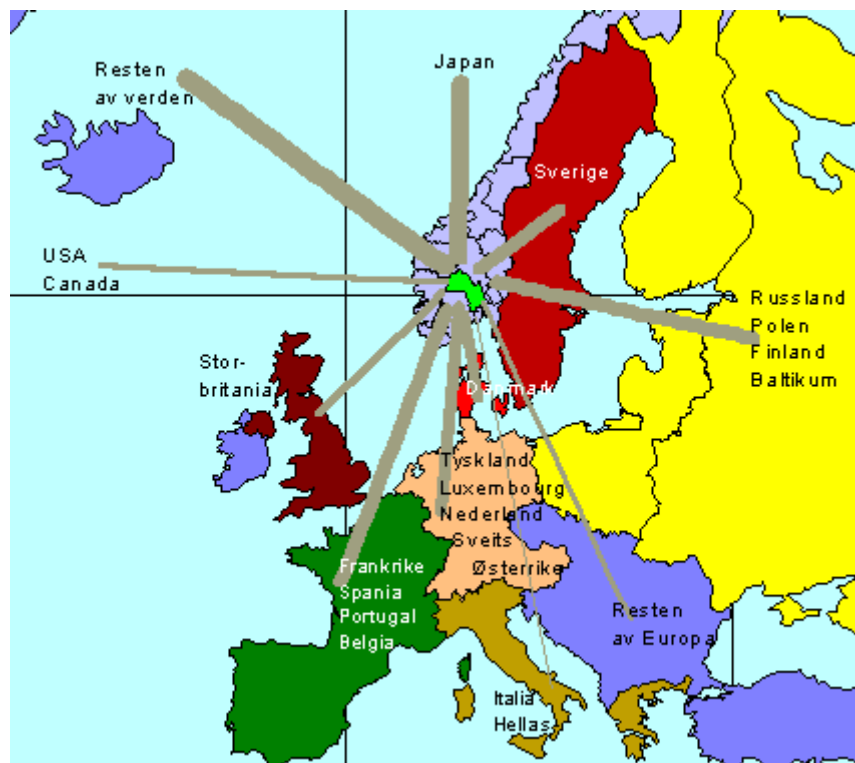 Resten
av verden
Japan
Sverige
USA
Canada
Russland
Polen
Finland
Baltikum
Stor-
britania
Danmark
Tyskland
Luxembourg
Nederland
Sveits
Østerrike
Frankrike
Spania
Portugal
Belgia
Resten
av Europa
Italia
Hellas